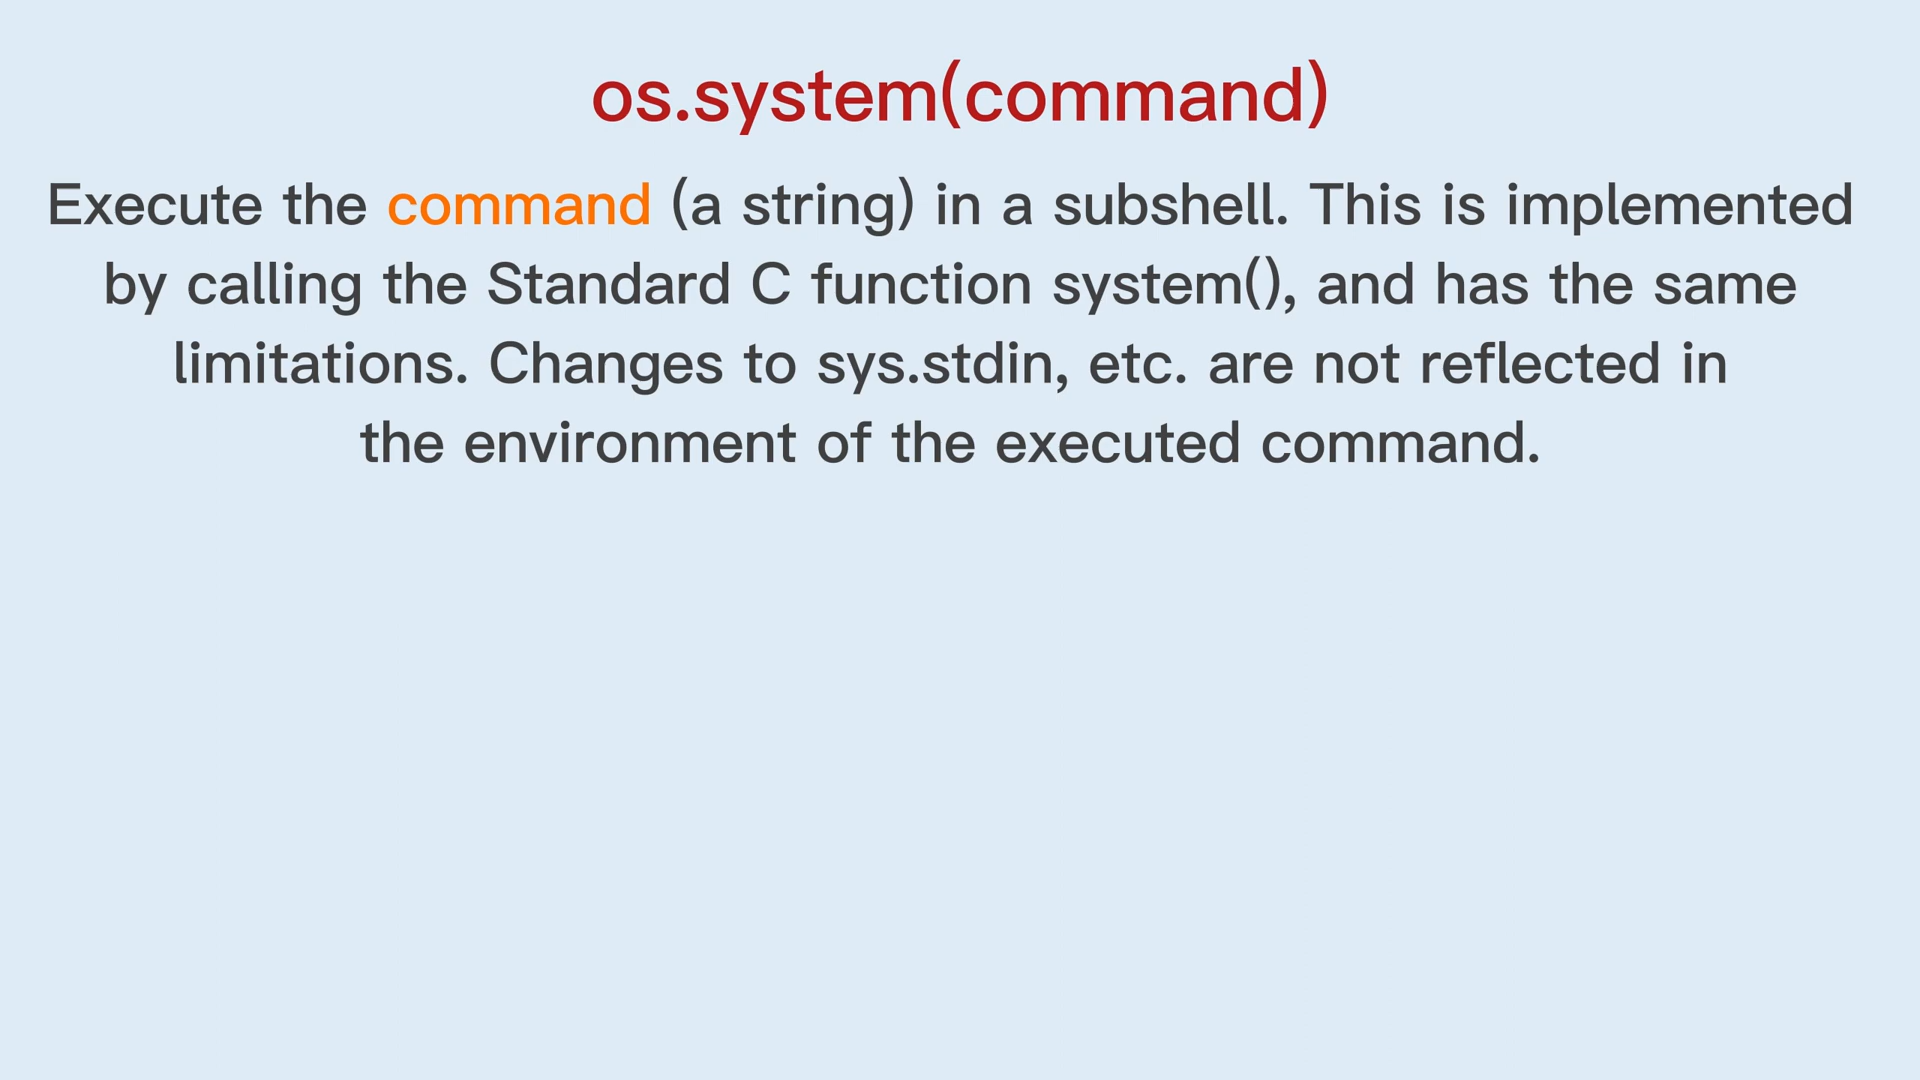 os.system(command)
Execute the command (a string) in a subshell. This is implemented
by calling the Standard C function system(), and has the same
limitations. Changes to sys.stdin, etc. are not reflected in
the environment of the executed command.